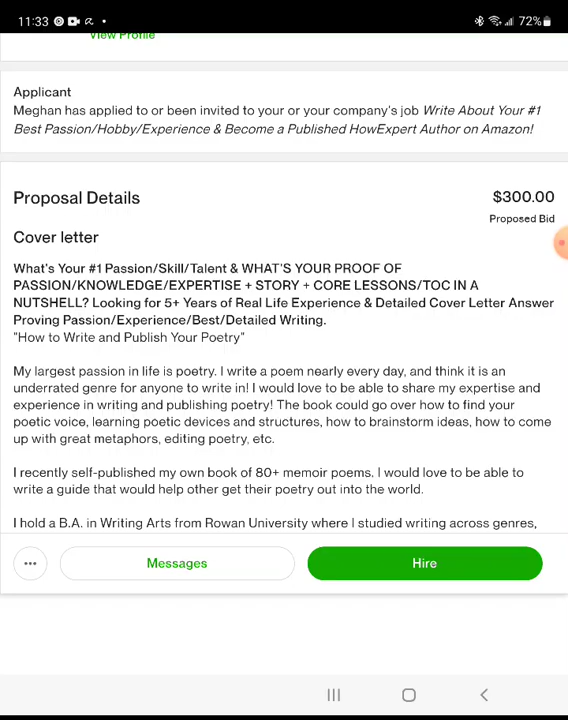 11:33
72%
View Profile
Applicant
Meghan has applied to or been invited to your or your company's job Write About Your #1
Best Passion/Hobby/Experience & Become a Published HowExpert Author on Amazon!
Proposal Details
$300.00
Proposed Bid
Cover letter
What's Your #1 Passion/Skill/Talent & WHAT'S YOUR PROOF OF
PASSION/KNOWLEDGE/EXPERTISE + STORY + CORE LESSONS/TOC IN A
NUTSHELL? Looking for 5+ Years of Real Life Experience & Detailed Cover Letter Answer
Proving Passion/Experience/Best/Detailed Writing.
"How to Write and Publish Your Poetry"
My largest passion in life is poetry. I write a poem nearly every day, and think it is an
underrated genre for anyone to write in! I would love to be able to share my expertise and
experience in writing and publishing poetry! The book could go over how to find your
poetic voice, learning poetic devices and structures, how to brainstorm ideas, how to come
up with great metaphors, editing poetry, etc.
I recently self-published my own book of 80+ memoir poems. I would love to be able to
write a guide that would help other get their poetry out into the world.
I hold a B.A. in Writing Arts from Rowan University where I studied writing across genres,
Messages
Hire